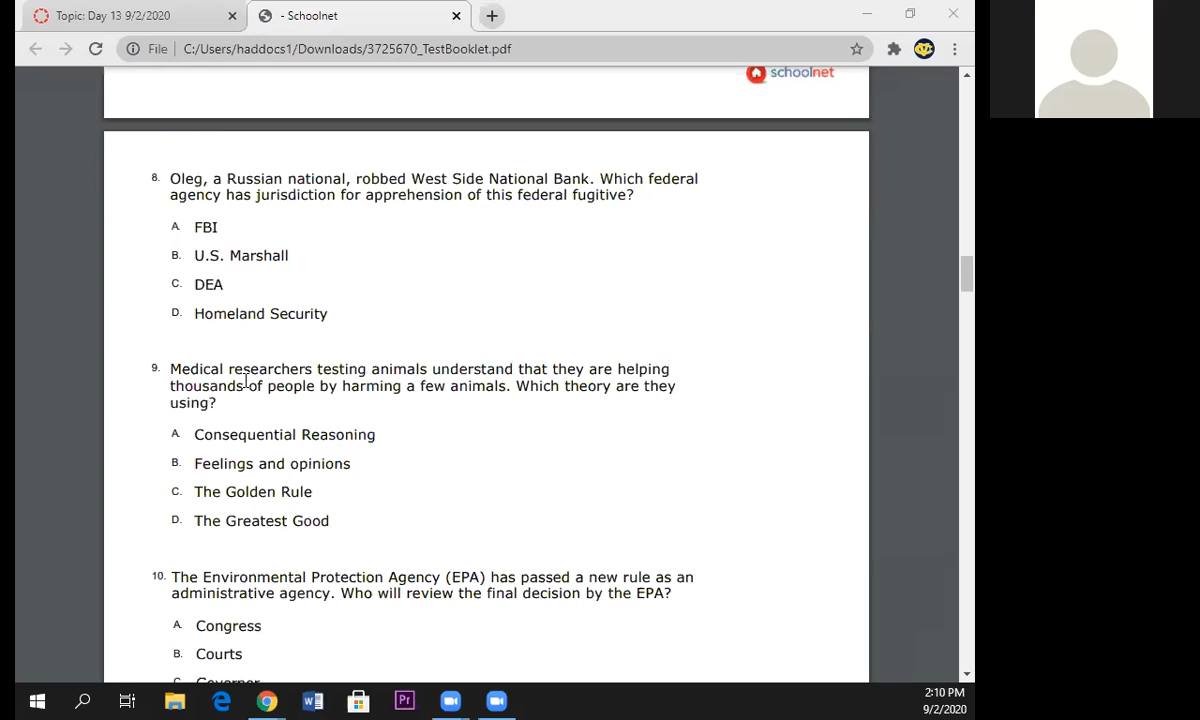 Topic: Day 13 9/2/2020
- Schoolnet
File
C:/Users/haddocs1/Downloads/3725670_TestBooklet.pdf
schoolnet
8. Oleg, a Russian national, robbed West Side National Bank. Which federal
agency has jurisdiction for apprehension of this federal fugitive?
A. FBI
B. U.S. Marshall
C. DEA
D. Homeland Security
9. Medical researchers testing animals understand that they are helping
thousands of people by harming a few animals. Which theory are they
using?
A. Consequential Reasoning
B. Feelings and opinions
C. The Golden Rule
D. The Greatest Good
10. The Environmental Protection Agency (EPA) has passed a new rule as an
administrative agency. Who will review the final decision by the EPA?
A. Congress
B. Courts
C. Governor
Pr
2:10 PM
9/2/2020